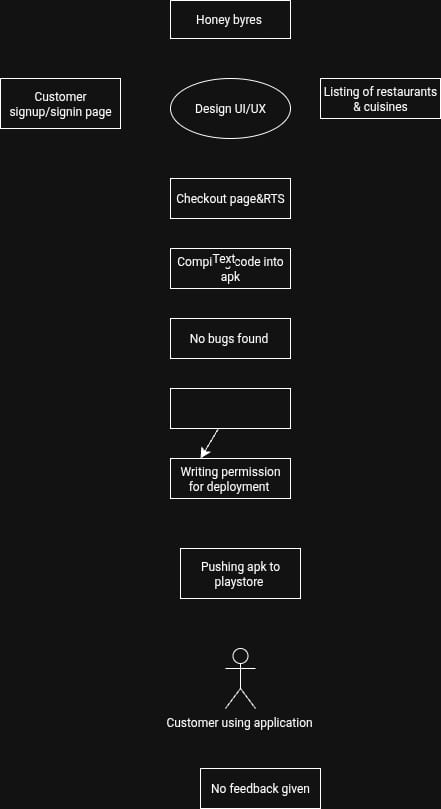 Honey byres
Customer
signup/signin page
Design UI/UX
Listing of restaurants
& cuisines
Checkout page&RTS
Text
code into
apk
No bugs found
Writing permission
for deployment
Pushing apk to
playstore
Customer using application
No feedback given